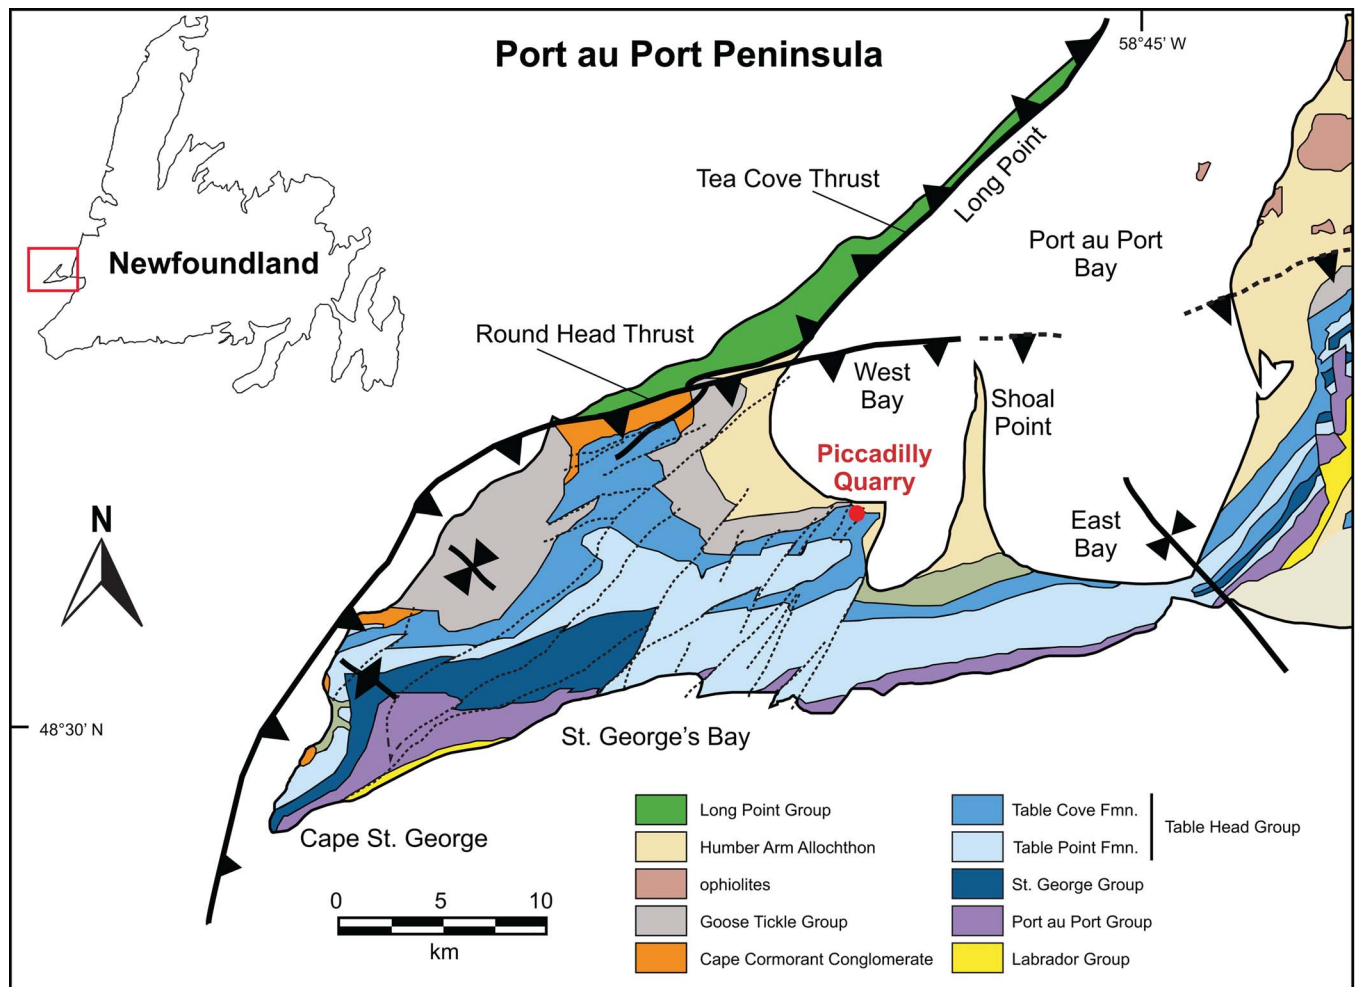 Port au Port Peninsula
58°45' W
Tea Cove Thrust
Long Point
Port au Port
Bay
Newfoundland
Round Head Thrust
West
Bay
Shoal
Point
Piccadilly
Quarry
N
East
Bay
48°30' N
St. George's Bay
Cape St. George
0 5 10
km
Long Point Group
Humber Arm Allochthon
ophiolites
Goose Tickle Group
Cape Cormorant Conglomerate
Table Cove Fmn.
Table Point Fmn.
Table Head Group
St. George Group
Port au Port Group
Labrador Group